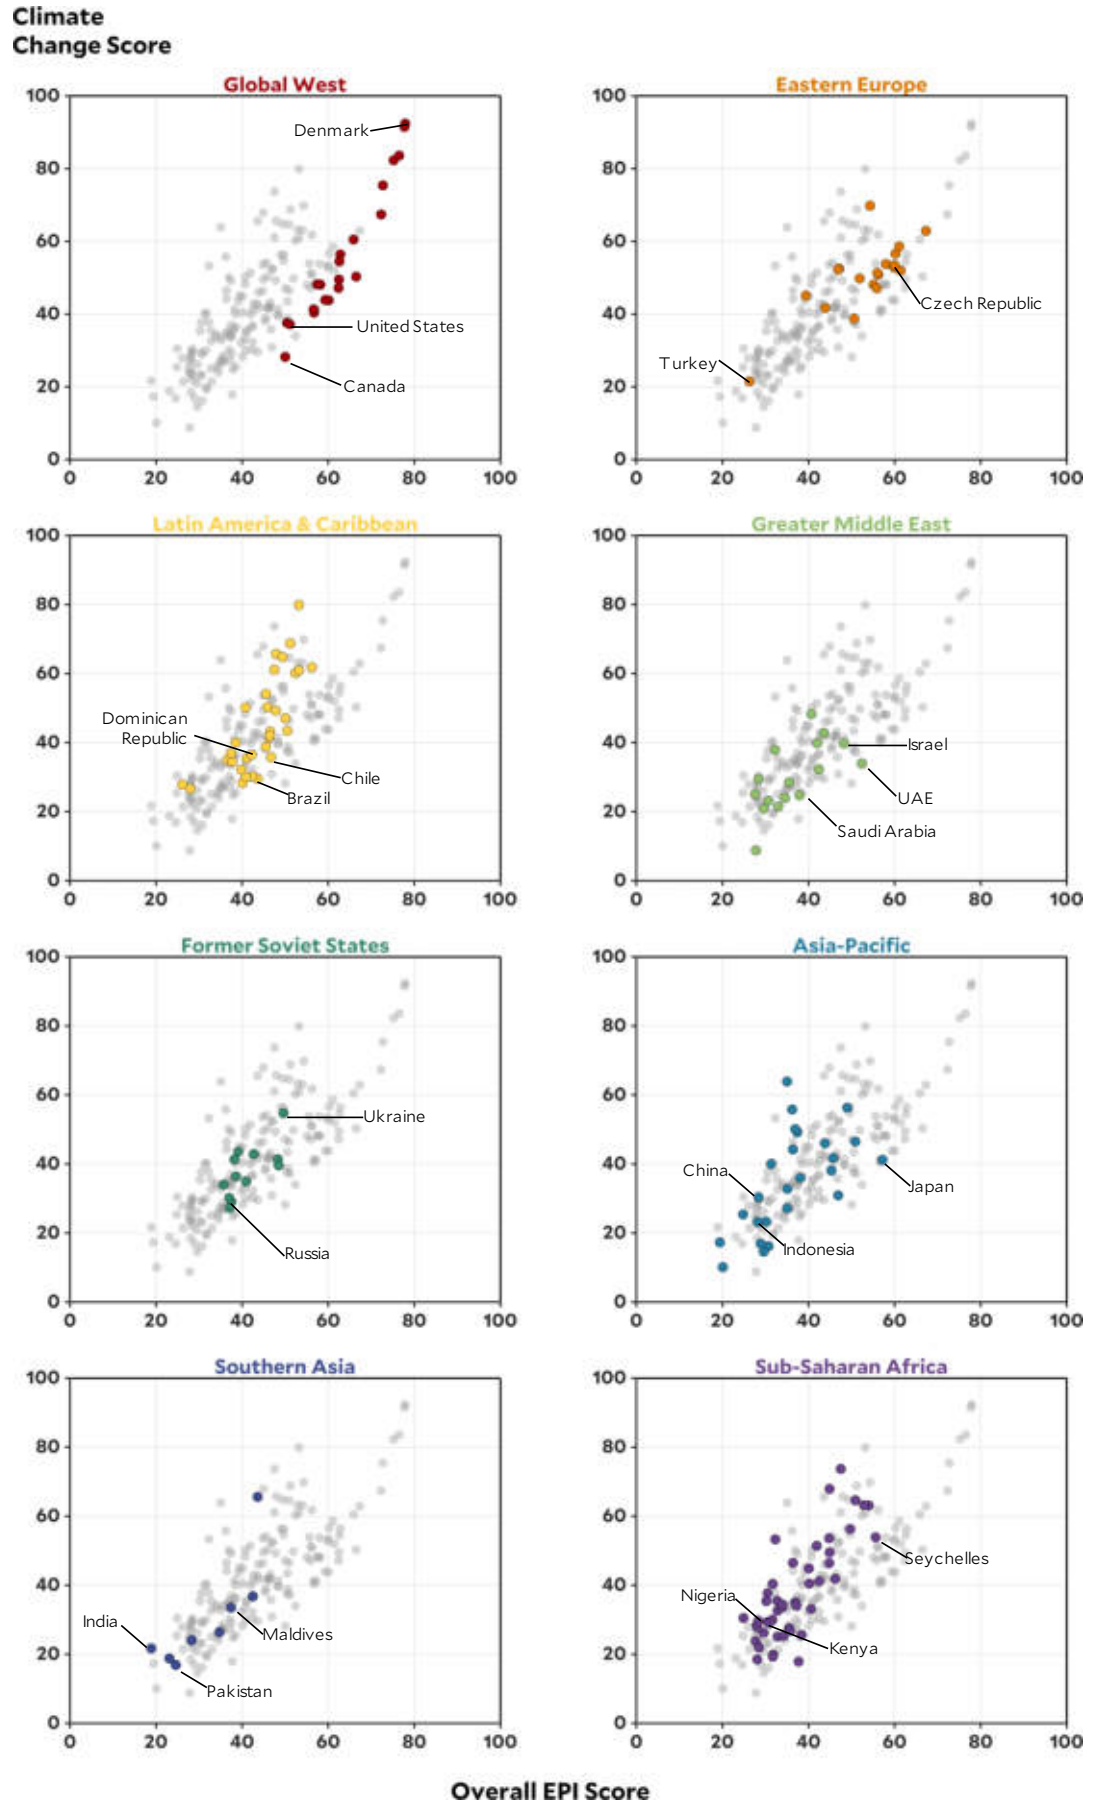 Climate
Change Score
Global West
Eastern Europe
100
80
60
40
20
0
0 20 40 60 80 100
Denmark
United States
Canada
100
80
60
40
20
0
0 20 40 60 80 100
Czech Republic
Turkey
Latin America & Caribbean
Greater Middle East
100
80
60
40
20
0
0 20 40 60 80 100
Dominican
Republic
Chile
Brazil
100
80
60
40
20
0
0 20 40 60 80 100
Israel
UAE
Saudi Arabia
Former Soviet States
Asia-Pacific
100
80
60
40
20
0
0 20 40 60 80 100
Ukraine
Russia
100
80
60
40
20
0
0 20 40 60 80 100
China
Japan
Indonesia
Southern Asia
Sub-Saharan Africa
100
80
60
40
20
0
0 20 40 60 80 100
India
Maldives
Pakistan
100
80
60
40
20
0
0 20 40 60 80 100
Seychelles
Nigeria
Kenya
Overall EPI Score